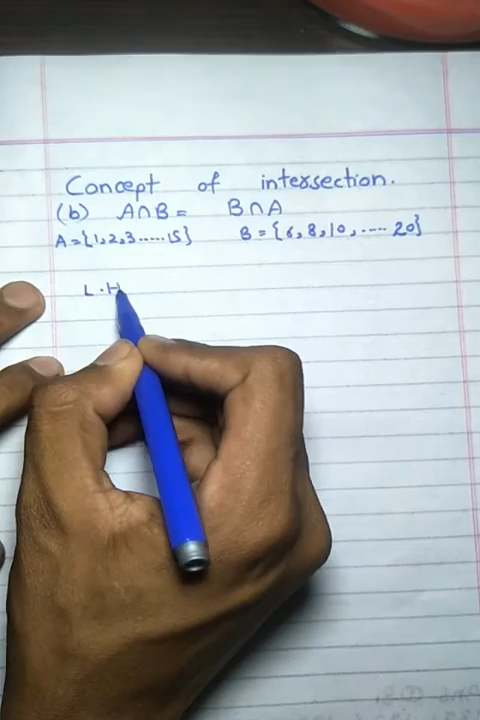 Concept of intersection.
(b) A∩B = B∩A
A={1,2,3.....15} B={6,8,10,.... 20}
L.H